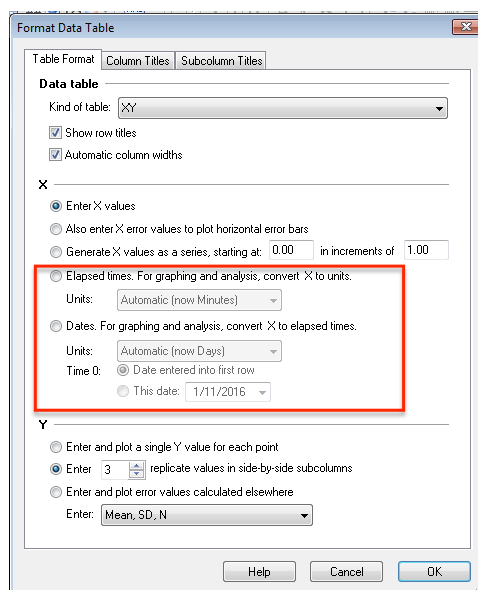 Format Data Table
Table Format Column Titles Subcolumn Titles
Data table
Kind of table: XY
Show row titles
Automatic column widths
X
Enter X values
Also enter X error values to plot horizontal error bars
Generate X values as a series, starting at: 0.00 in increments of 1.00
Elapsed times. For graphing and analysis, convert X to units.
Units: Automatic (now Minutes)
Dates. For graphing and analysis, convert X to elapsed times.
Units: Automatic (now Days)
Time 0: Date entered into first row
This date: 1/11/2016
Y
Enter and plot a single Y value for each point
Enter 3 replicate values in side-by-side subcolumns
Enter and plot error values calculated elsewhere
Enter: Mean, SD, N
Help Cancel OK